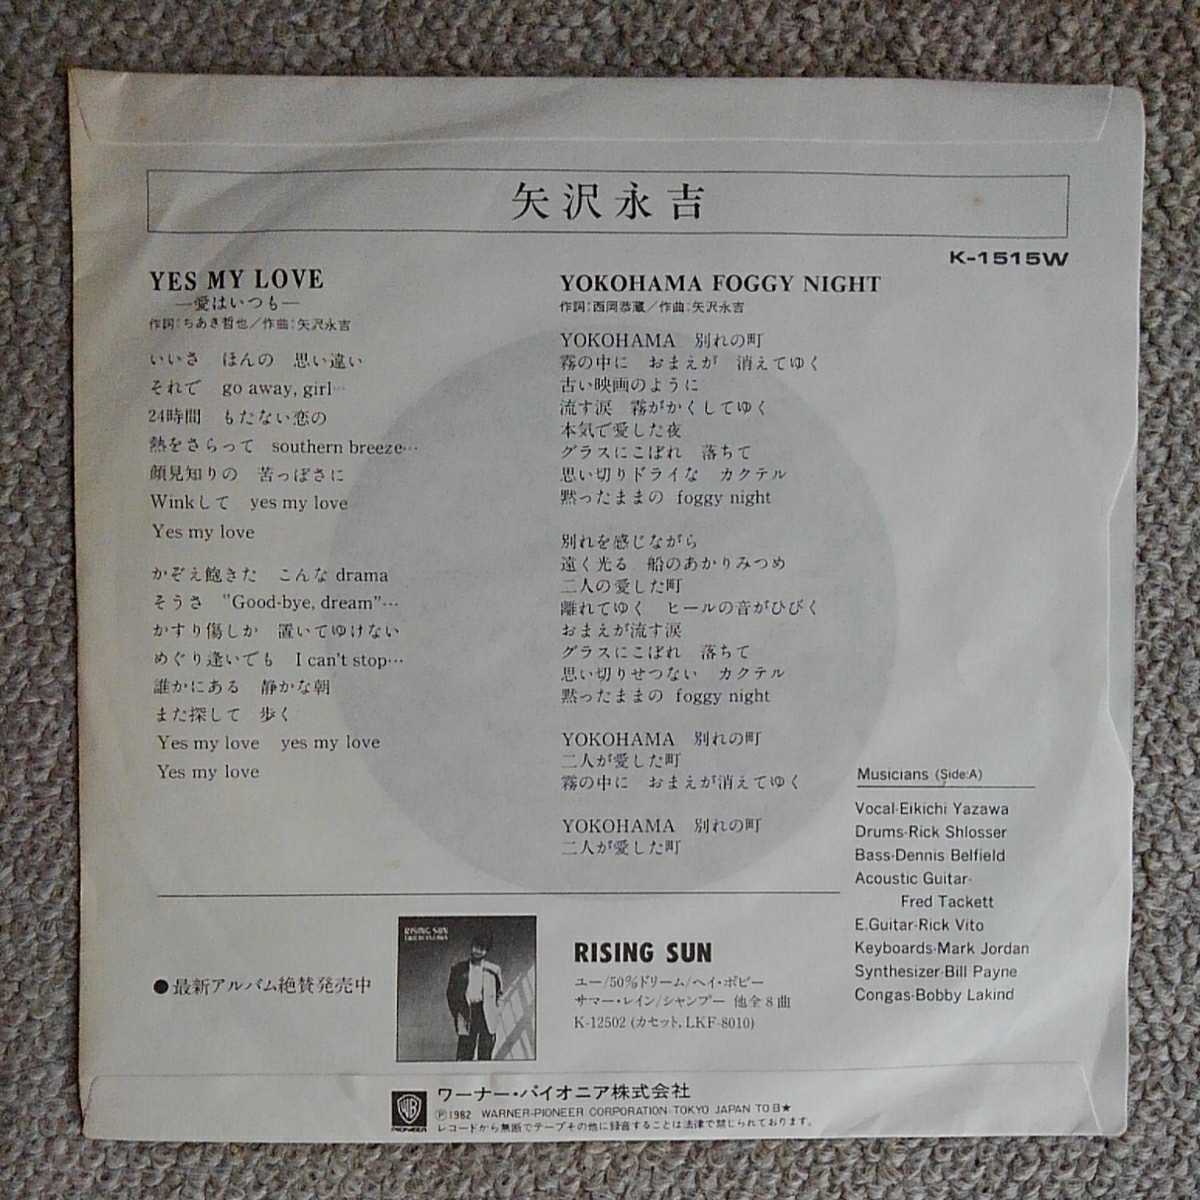 矢沢永吉
K-1515W
YES MY LOVE
―愛はいつも―
作詞:ちあき哲也/作曲:矢沢永吉
いいさ ほんの 思い違い
それで go away, girl…
24時間 もたない恋の
熱をさらって southern breeze…
顔見知りの 苦っぽさに
Winkして yes my love
Yes my love
かぞえ飽きた こんな drama
そうさ "Good-bye, dream"…
かすり傷しか 置いてゆけない
めぐり逢いでも I can't stop…
誰かにある 静かな朝
また探して 歩く
Yes my love yes my love
Yes my love
YOKOHAMA FOGGY NIGHT
作詞:西岡恭蔵/作曲:矢沢永吉
YOKOHAMA 別れの町
霧の中に おまえが 消えてゆく
古い映画のように
流す涙 霧がかくしてゆく
本気で愛した夜
グラスにこぼれ 落ちて
思い切りドライな カクテル
黙ったままの foggy night
別れを感じながら
遠く光る 船のあかりみつめ
二人の愛した町
離れてゆく ヒールの音がひびく
おまえが流す涙
グラスにこぼれ 落ちて
思い切りせつない カクテル
黙ったままの foggy night
YOKOHAMA 別れの町
二人が愛した町
霧の中に おまえが消えてゆく
YOKOHAMA 別れの町
二人が愛した町
Musicians (Side:A)
Vocal·Eikichi Yazawa
Drums·Rick Shlosser
Bass·Dennis Belfield
Acoustic Guitar·
Fred Tackett
E.Guitar·Rick Vito
Keyboards·Mark Jordan
Synthesizer·Bill Payne
Congas·Bobby Lakind
●最新アルバム絶賛発売中
RISING SUN
EIKICHI YAZAWA
RISING SUN
ユー/50%ドリーム/ヘイ・ボビー
サマー・レイン/シャンプー 他全8曲
K-12502 (カセット, LKF-8010)
WB
PIONEER
ワーナー・パイオニア株式会社
Ⓟ1982 WARNER-PIONEER CORPORATION·TOKYO JAPAN TO日★
レコードから無断でテープその他に録音することは法律で禁じられております。